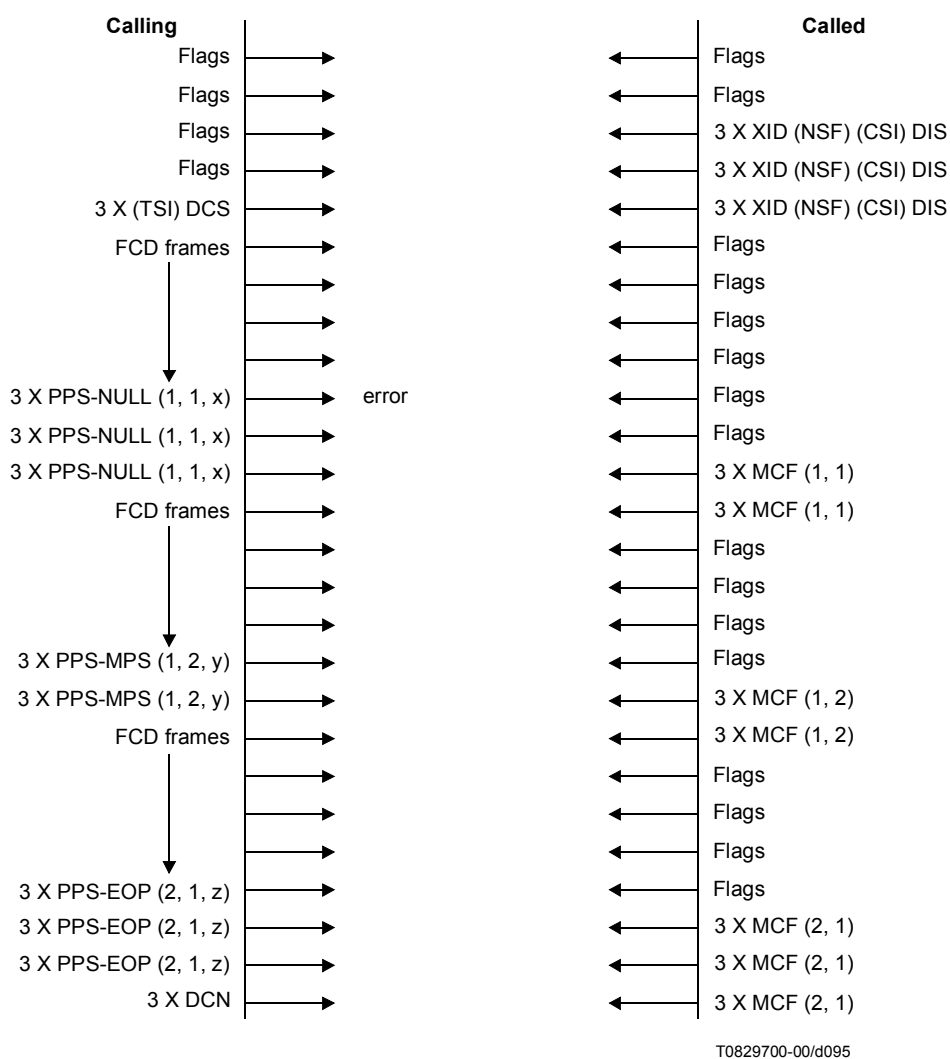 Calling Called
Flags Flags
Flags Flags
Flags 3 X XID (NSF) (CSI) DIS
Flags 3 X XID (NSF) (CSI) DIS
3 X (TSI) DCS 3 X XID (NSF) (CSI) DIS
FCD frames Flags
Flags
Flags
Flags
3 X PPS-NULL (1, 1, x) error Flags
3 X PPS-NULL (1, 1, x) Flags
3 X PPS-NULL (1, 1, x) 3 X MCF (1, 1)
FCD frames 3 X MCF (1, 1)
Flags
Flags
Flags
3 X PPS-MPS (1, 2, y) Flags
3 X PPS-MPS (1, 2, y) 3 X MCF (1, 2)
FCD frames 3 X MCF (1, 2)
Flags
Flags
Flags
3 X PPS-EOP (2, 1, z) Flags
3 X PPS-EOP (2, 1, z) 3 X MCF (2, 1)
3 X PPS-EOP (2, 1, z) 3 X MCF (2, 1)
3 X DCN 3 X MCF (2, 1)
T0829700-00/d095